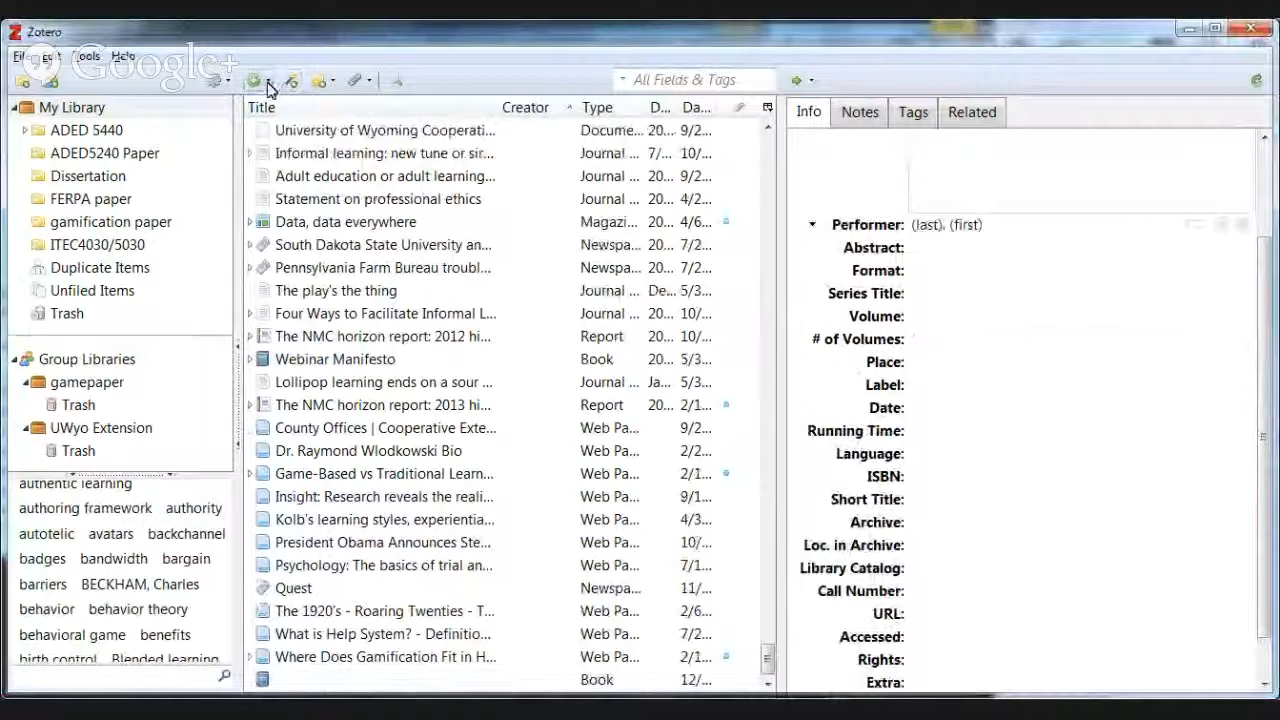 Zotero
File Edit Tools Help
Google+
All Fields & Tags
My Library
ADED 5440
ADED5240 Paper
Dissertation
FERPA paper
gamification paper
ITEC4030/5030
Duplicate Items
Unfiled Items
Trash
Group Libraries
gamepaper
Trash
UWyo Extension
Trash
authentic learning
authoring framework authority
autotelic avatars backchannel
badges bandwidth bargain
barriers BECKHAM, Charles
behavior behavior theory
behavioral game benefits
birth control Blended learning
Title Creator Type D... Da...
University of Wyoming Cooperati... Docume... 20... 9/2...
Informal learning: new tune or sir... Journal ... 7/... 10/...
Adult education or adult learning... Journal ... 20... 9/2...
Statement on professional ethics Journal ... 20... 4/2...
Data, data everywhere Magazi... 20... 4/6...
South Dakota State University an... Newspa... 20... 7/2...
Pennsylvania Farm Bureau troubl... Newspa... 20... 7/2...
The play's the thing Journal ... De... 5/3...
Four Ways to Facilitate Informal L... Journal ... 20... 10/...
The NMC horizon report: 2012 hi... Report 20... 10/...
Webinar Manifesto Book 20... 5/3...
Lollipop learning ends on a sour ... Journal ... Ja... 5/3...
The NMC horizon report: 2013 hi... Report 20... 2/1...
County Offices | Cooperative Exte... Web Pa... 9/2...
Dr. Raymond Wlodkowski Bio Web Pa... 2/2...
Game-Based vs Traditional Learn... Web Pa... 2/1...
Insight: Research reveals the reali... Web Pa... 9/1...
Kolb's learning styles, experientia... Web Pa... 4/3...
President Obama Announces Ste... Web Pa... 10/...
Psychology: The basics of trial an... Web Pa... 7/1...
Quest Newspa... 11/...
The 1920's - Roaring Twenties - T... Web Pa... 2/6...
What is Help System? - Definitio... Web Pa... 7/2...
Where Does Gamification Fit in H... Web Pa... 2/1...
Book 12/...
Info Notes Tags Related
Performer: (last), (first)
Abstract:
Format:
Series Title:
Volume:
# of Volumes:
Place:
Label:
Date:
Running Time:
Language:
ISBN:
Short Title:
Archive:
Loc. in Archive:
Library Catalog:
Call Number:
URL:
Accessed:
Rights:
Extra: